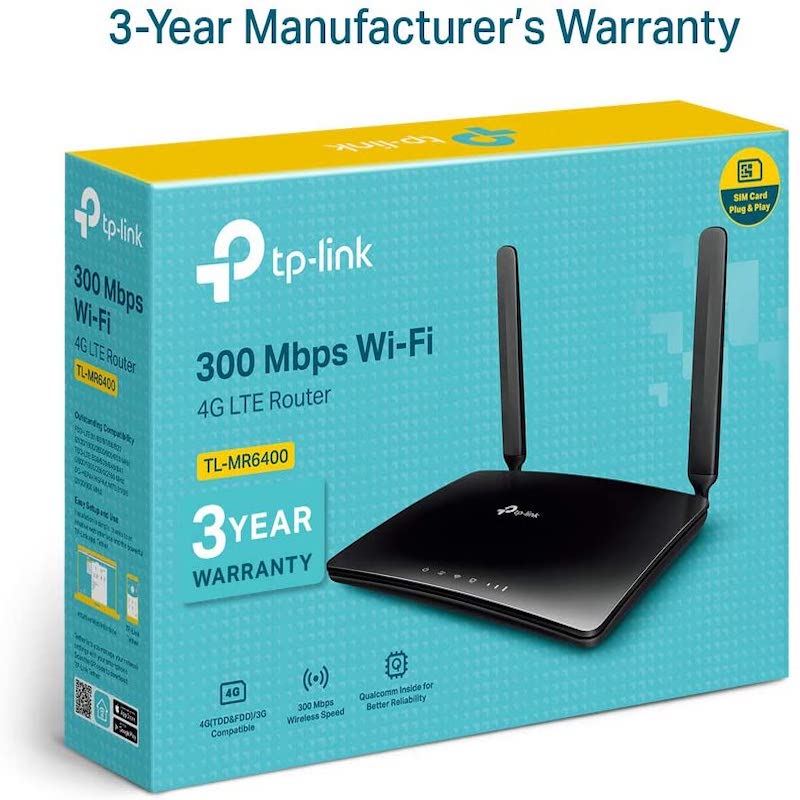 3-Year Manufacturer's Warranty
tp-link
SIM Card
Plug & Play
tp-link
300 Mbps
Wi-Fi
4G LTE Router
TL-MR6400
Outstanding Compatibility
Easy Setup and Use
tp-link
300 Mbps Wi-Fi
4G LTE Router
TL-MR6400
3 YEAR
WARRANTY
tp-link
4G
4G(TDD&FDD)/3G
Compatible
300 Mbps
Wireless Speed
Qualcomm Inside for
Better Reliability